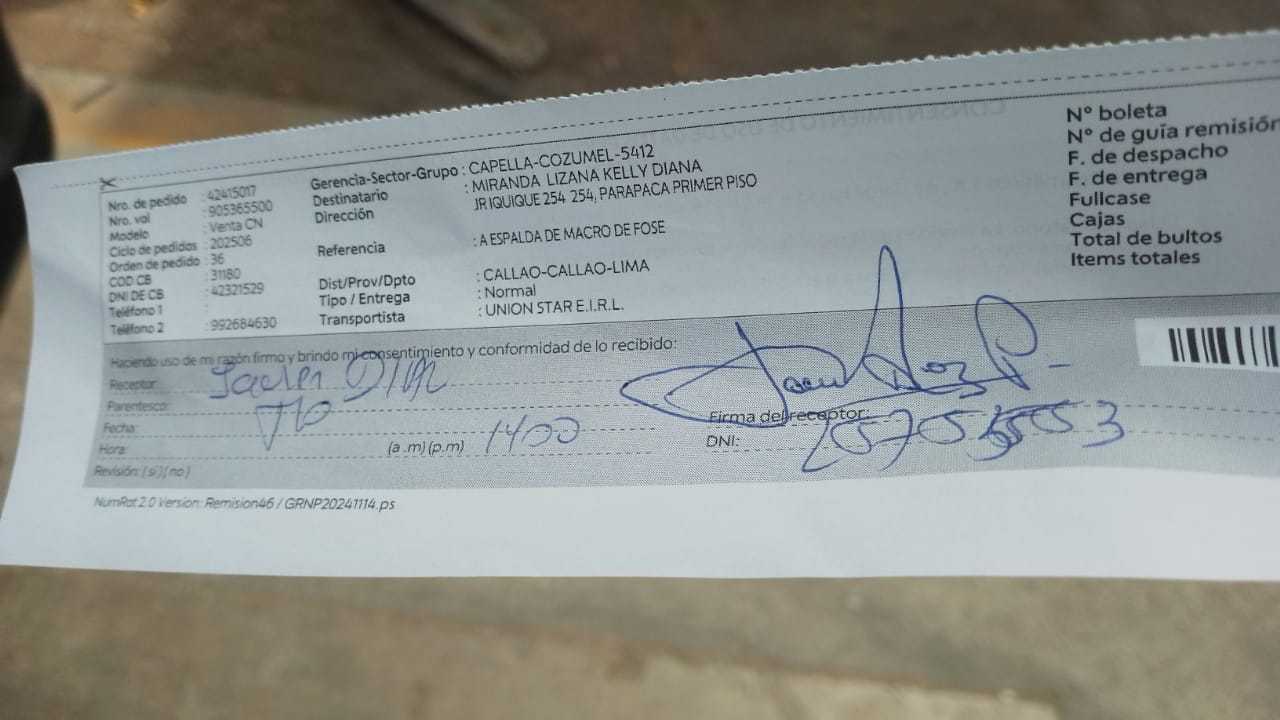 Nro. de pedido : 42415017
Nro. val : 905365500
Modelo : Venta CN
Ciclo de pedidos : 202506
Orden de pedido : 36
COD CB : 31180
DNI DE CB : 42321529
Teléfono 1 :
Teléfono 2 : 992684630
Gerencia-Sector-Grupo : CAPELLA-COZUMEL-5412
Destinatario : MIRANDA LIZANA KELLY DIANA
Dirección JR IQUIQUE 254 254, PARAPACA PRIMER PISO
Referencia : A ESPALDA DE MACRO DE FOSE
Dist/Prov/Dpto : CALLAO-CALLAO-LIMA
Tipo / Entrega : Normal
Transportista : UNION STAR E.I.R.L.
Nº boleta
Nº de guía remisión
F. de despacho
F. de entrega
Fullcase
Cajas
Total de bultos
Items totales
Haciendo uso de mi razón firmo y brindo mi consentimiento y conformidad de lo recibido:
Receptor:
Parentesco:
Fecha:
Hora: (a .m) (p.m) 1400
Revisión: ( si ) ( no )
Firma del receptor:
DNI:
NumRot 2.0 Version: Remision46 / GRNP20241114.ps